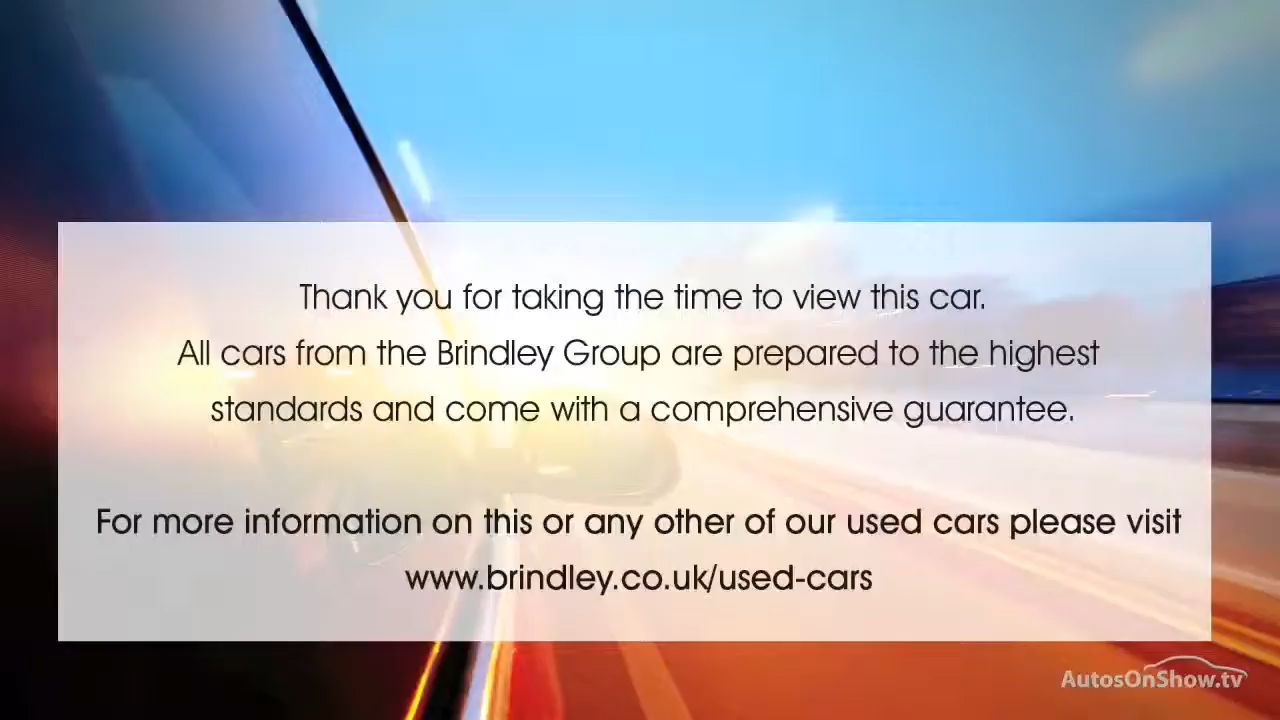 Thank you for taking the time to view this car.
All cars from the Brindley Group are prepared to the highest
standards and come with a comprehensive guarantee.
For more information on this or any other of our used cars please visit
www.brindley.co.uk/used-cars
AutosOnShow.tv